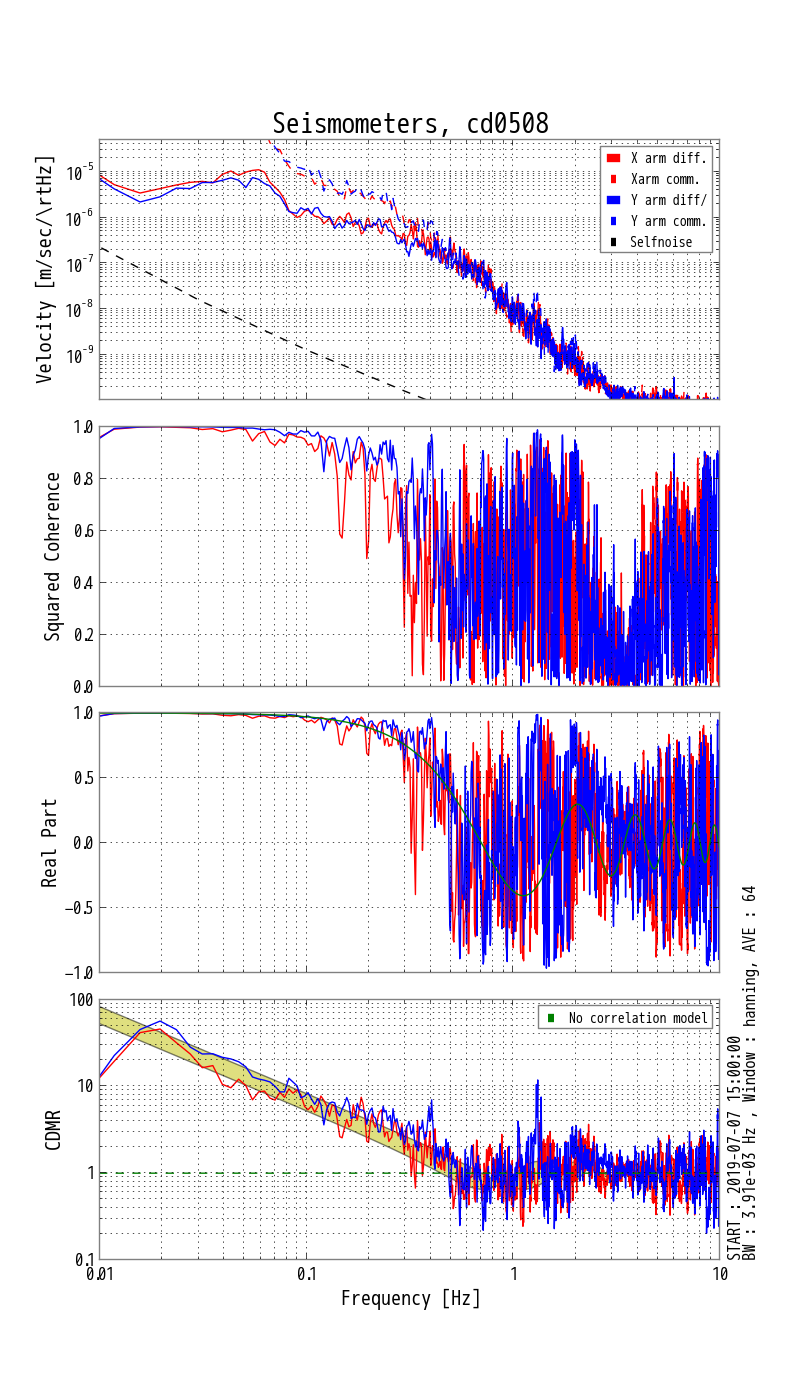 Seismometers, cd0508
Velocity [m/sec/\rtHz]
10^-5
10^-6
10^-7
10^-8
10^-9
X arm diff.
Xarm comm.
Y arm diff/
Y arm comm.
Selfnoise
Squared Coherence
1.0
0.8
0.6
0.4
0.2
0.0
Real Part
1.0
0.5
0.0
−0.5
−1.0
CDMR
100
10
1
0.1
No correlation model
0.01
0.1
1
10
Frequency [Hz]
START : 2019-07-07 15:00:00
BW : 3.91e-03 Hz , Window : hanning, AVE : 64